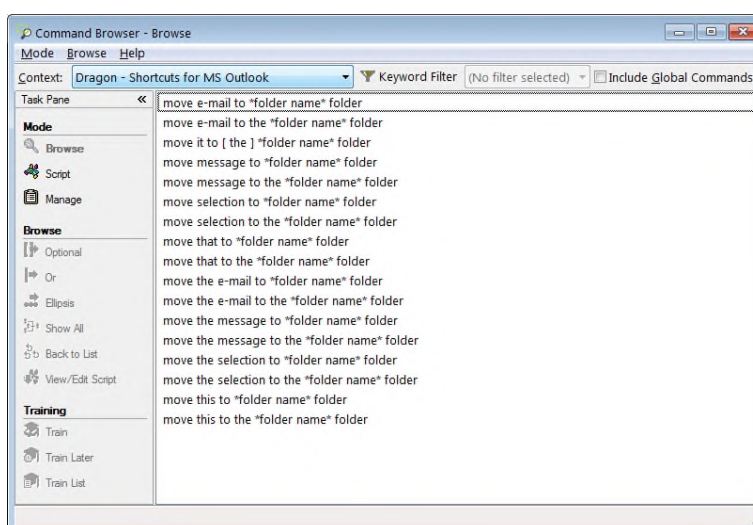 Command Browser - Browse
Mode Browse Help
Context: Dragon - Shortcuts for MS Outlook Keyword Filter (No filter selected) Include Global Commands
Task Pane «
Mode
Browse
Script
Manage
Browse
Optional
Or
Ellipsis
Show All
Back to List
View/Edit Script
Training
Train
Train Later
Train List
move e-mail to *folder name* folder
move e-mail to the *folder name* folder
move it to [ the ] *folder name* folder
move message to *folder name* folder
move message to the *folder name* folder
move selection to *folder name* folder
move selection to the *folder name* folder
move that to *folder name* folder
move that to the *folder name* folder
move the e-mail to *folder name* folder
move the e-mail to the *folder name* folder
move the message to *folder name* folder
move the message to the *folder name* folder
move the selection to *folder name* folder
move the selection to the *folder name* folder
move this to *folder name* folder
move this to the *folder name* folder